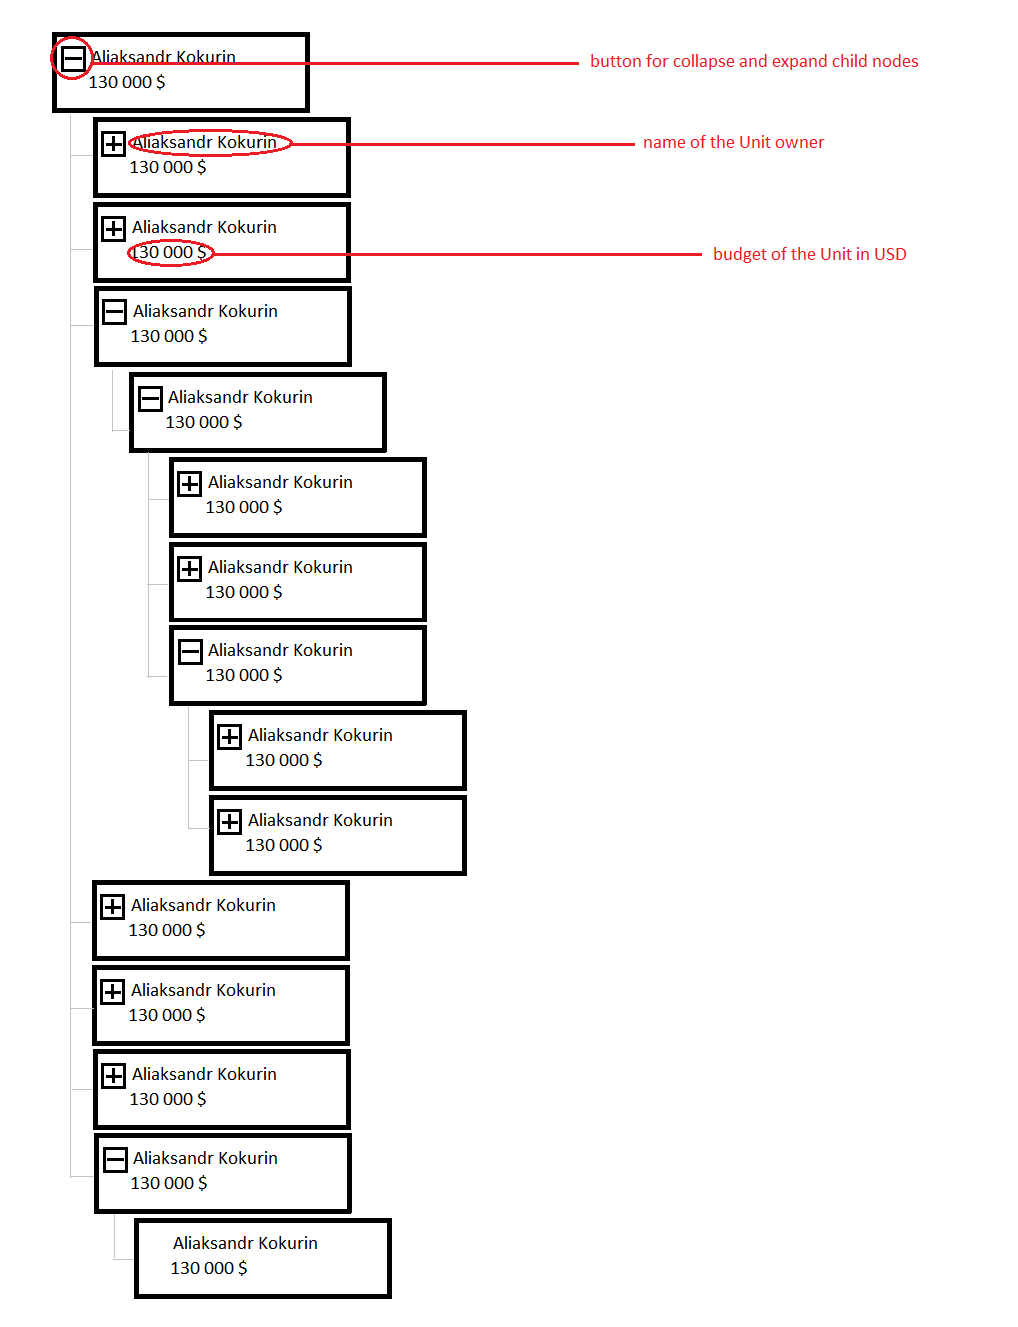 Aliaksandr Kokurin
130 000 $
button for collapse and expand child nodes
Aliaksandr Kokurin
130 000 $
name of the Unit owner
Aliaksandr Kokurin
130 000 $
budget of the Unit in USD
Aliaksandr Kokurin
130 000 $
Aliaksandr Kokurin
130 000 $
Aliaksandr Kokurin
130 000 $
Aliaksandr Kokurin
130 000 $
Aliaksandr Kokurin
130 000 $
Aliaksandr Kokurin
130 000 $
Aliaksandr Kokurin
130 000 $
Aliaksandr Kokurin
130 000 $
Aliaksandr Kokurin
130 000 $
Aliaksandr Kokurin
130 000 $
Aliaksandr Kokurin
130 000 $
Aliaksandr Kokurin
130 000 $